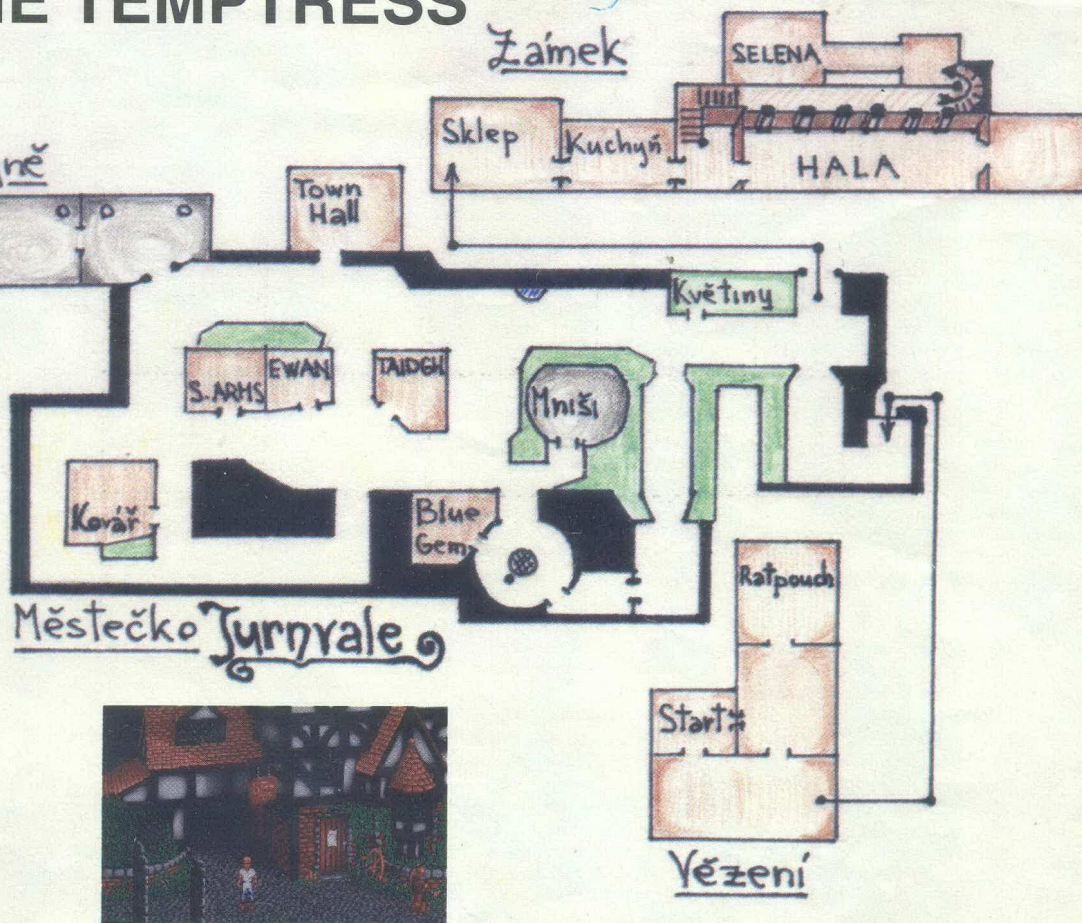 TEMPTRESS
Zámek
SELENA
Sklep
Kuchyň
HALA
Town
Hall
Květiny
S.ARMS
EWAN
TAIDGH
Mniši
Kovář
Blue
Gem
Městečko Turnvale
Ratpouch
Start
Vězení